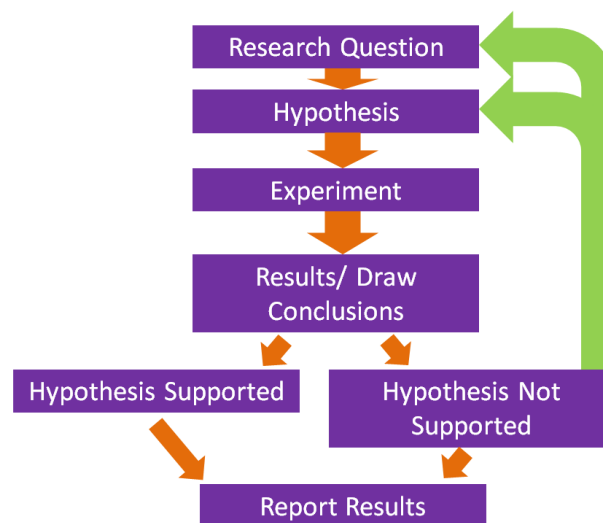 Research Question
Hypothesis
Experiment
Results/ Draw
Conclusions
Hypothesis Supported
Hypothesis Not
Supported
Report Results